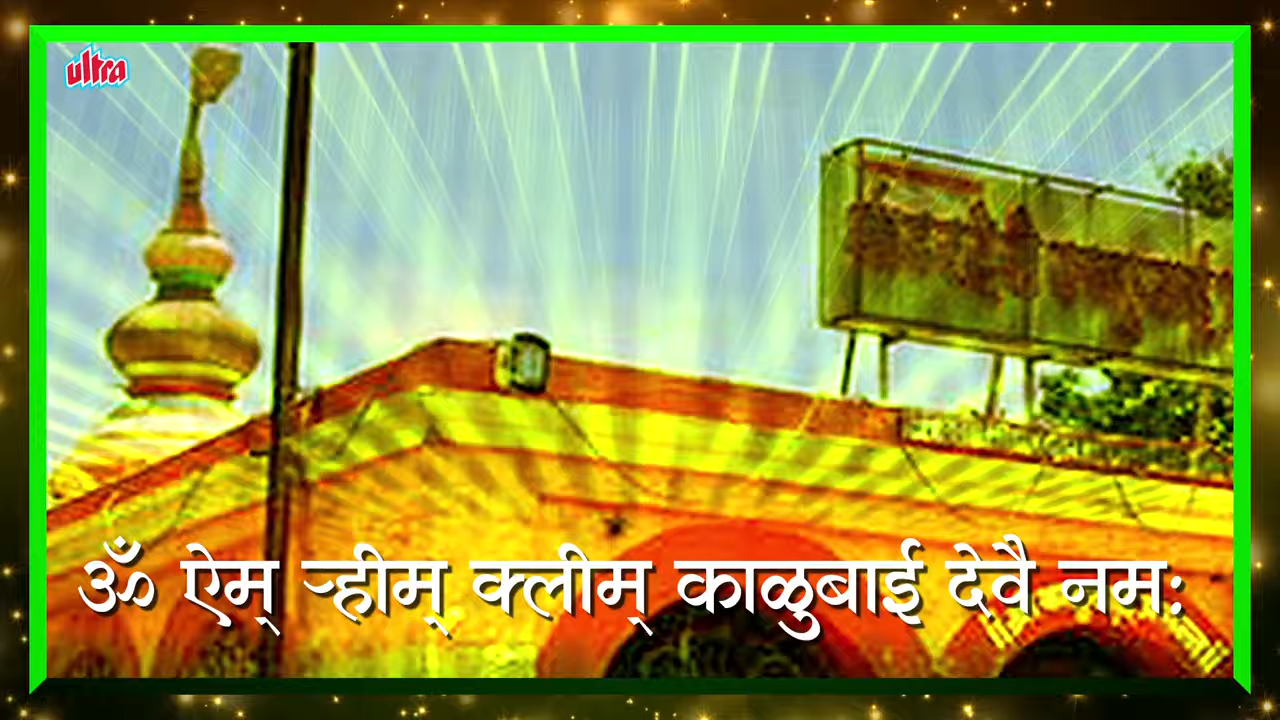 ultra
ॐ ऐम् ऱ्हीम् क्लीम् काळुबाई देवै नमः